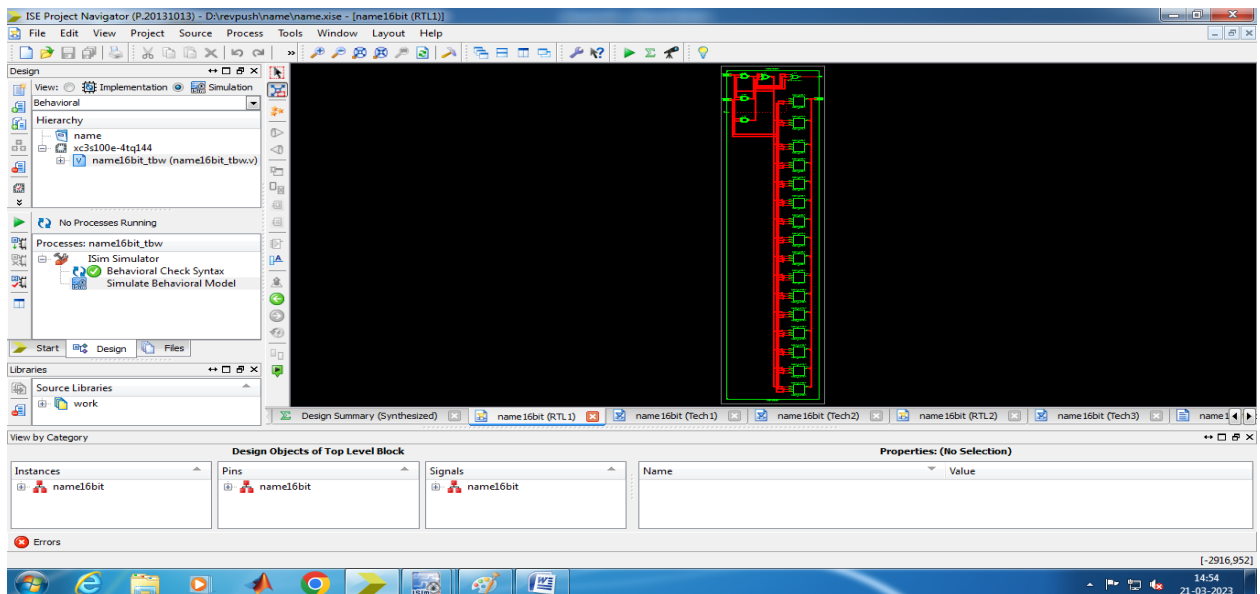 ISE Project Navigator (P.20131013) - D:\revpush\name\name.xise - [name16bit (RTL1)]
File Edit View Project Source Process Tools Window Layout Help
Design
View: Implementation Simulation
Behavioral
Hierarchy
name
xc3s100e-4tq144
name16bit_tbw (name16bit_tbw.v)
No Processes Running
Processes: name16bit_tbw
ISim Simulator
Behavioral Check Syntax
Simulate Behavioral Model
Start Design Files
Libraries
Source Libraries
work
Design Summary (Synthesized) name16bit (RTL1) name16bit (Tech1) name16bit (Tech2) name16bit (RTL2) name16bit (Tech3) name1
View by Category
Design Objects of Top Level Block Properties: (No Selection)
Instances Pins Signals Name Value
name16bit name16bit name16bit
Errors
[-2916,952]
14:54
21-03-2023